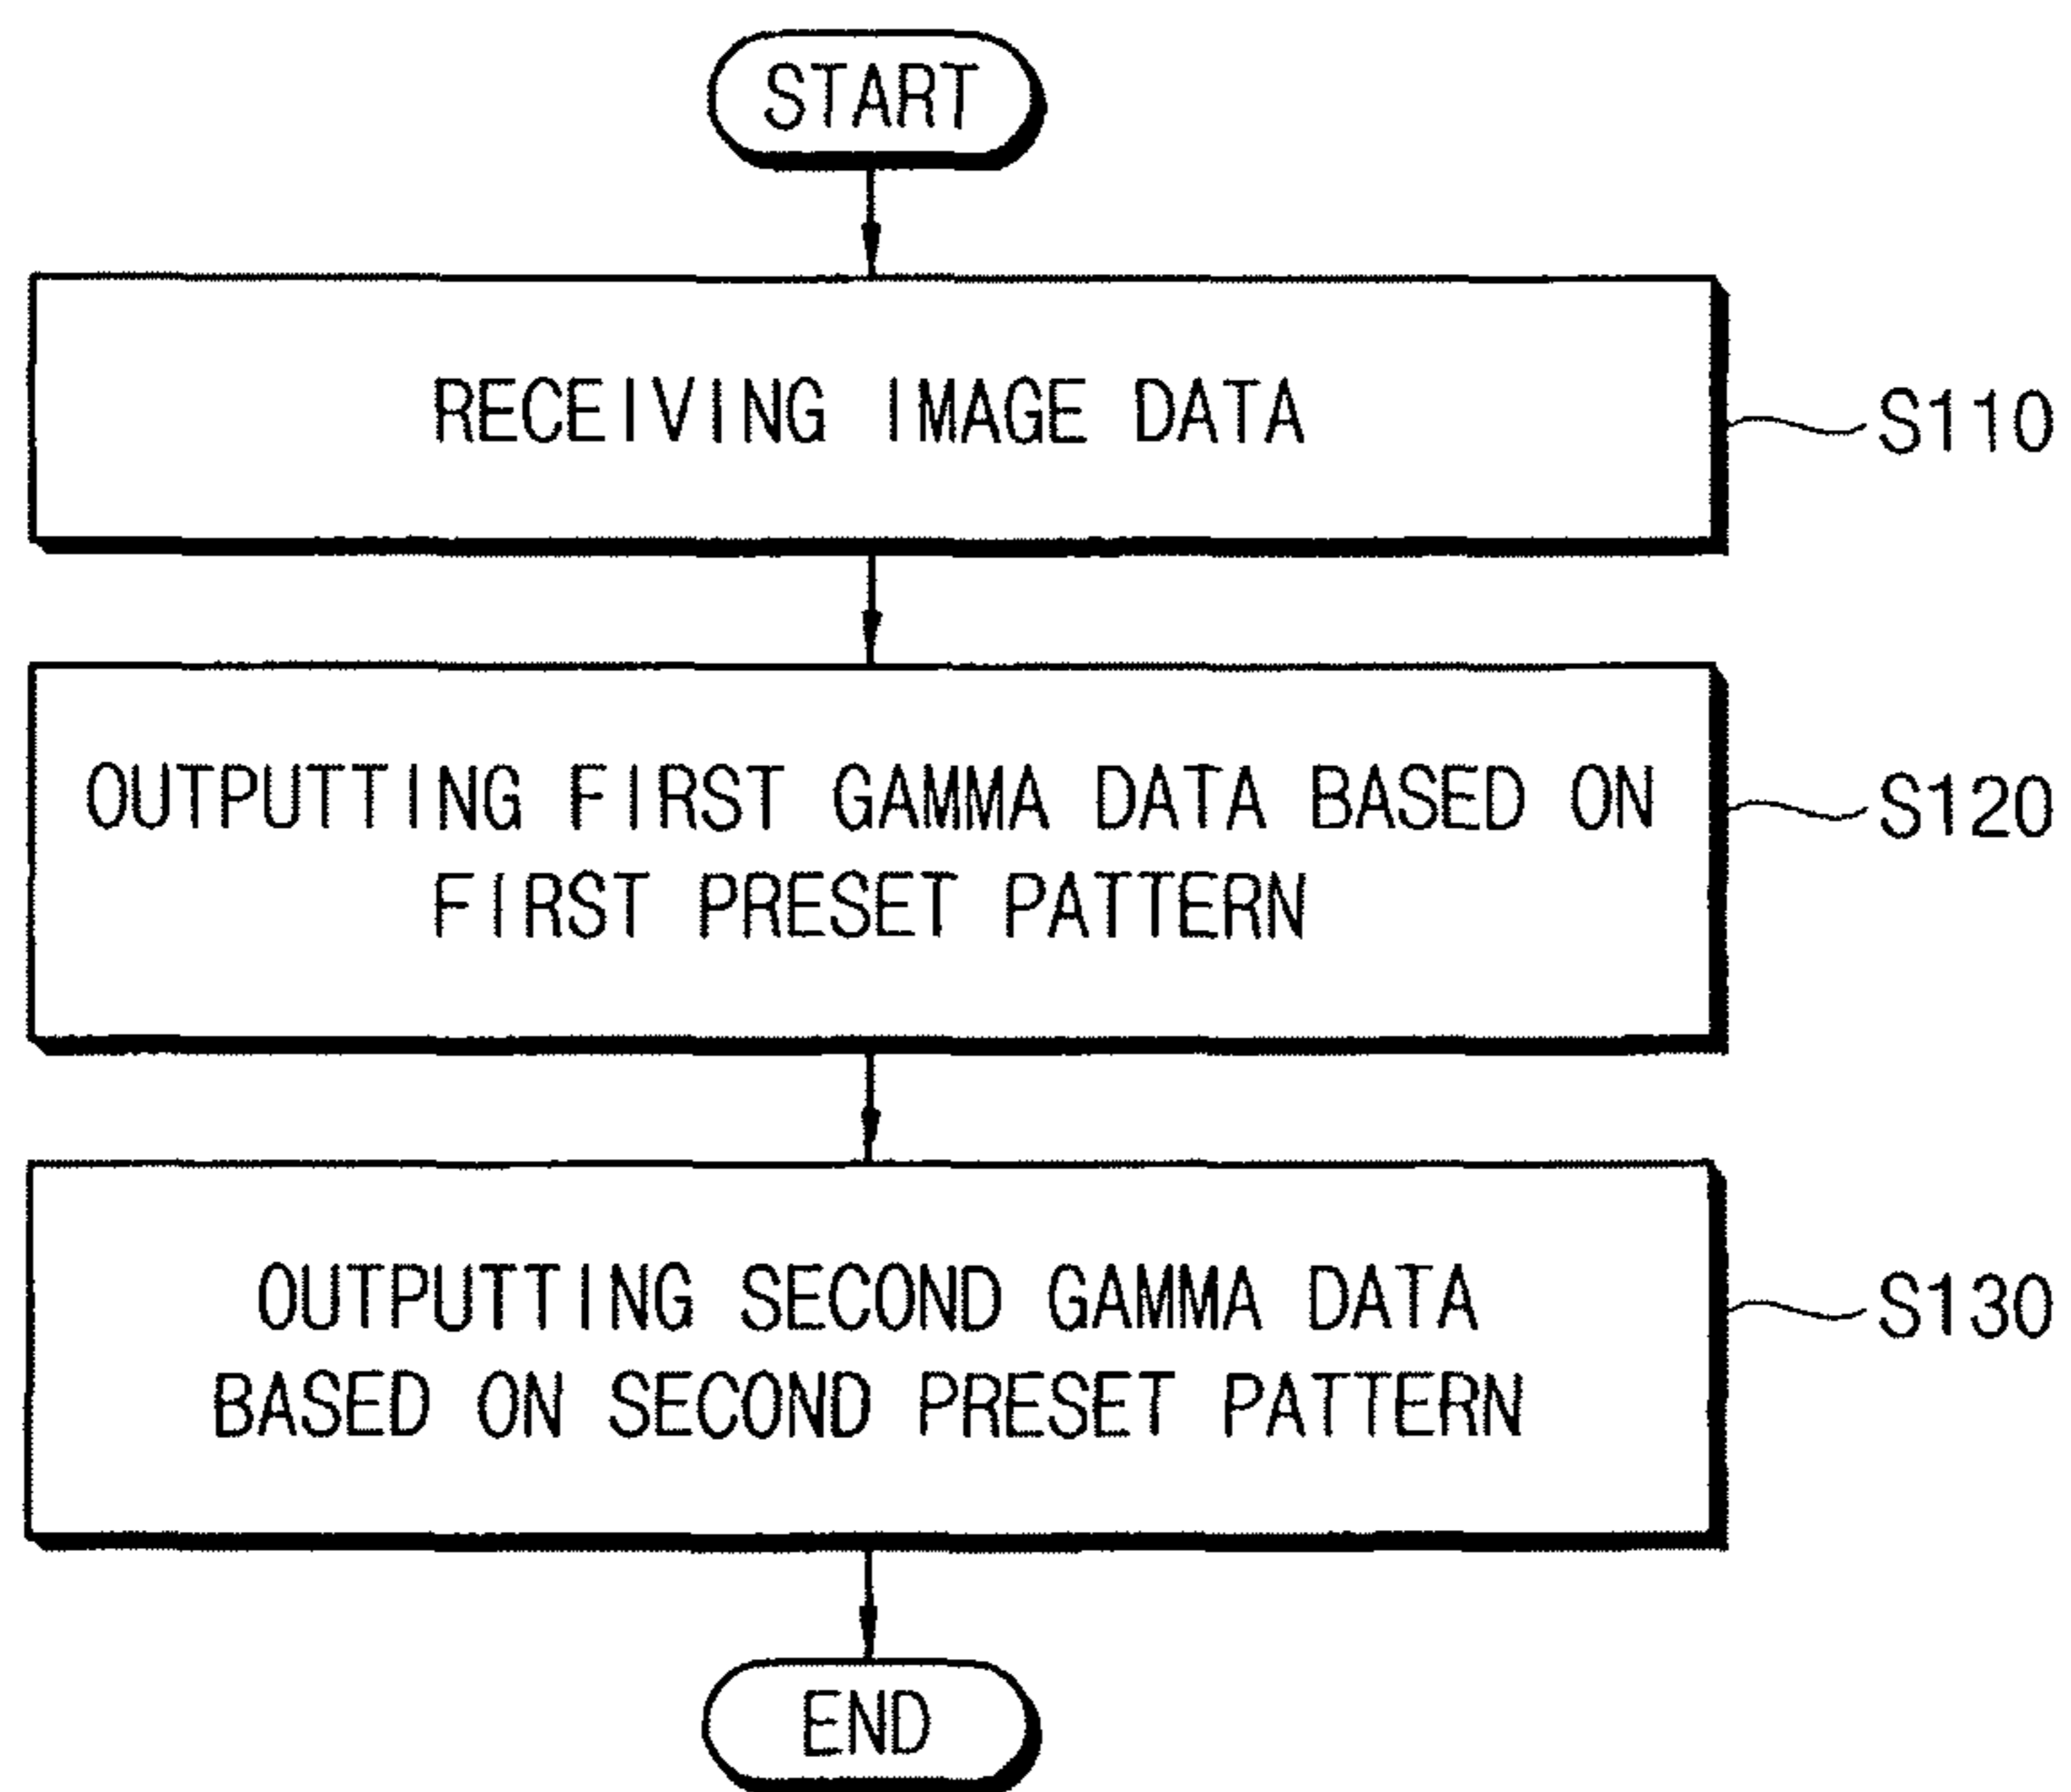 START
RECEIVING IMAGE DATA
S110
OUTPUTTING FIRST GAMMA DATA BASED ON
FIRST PRESET PATTERN
S120
OUTPUTTING SECOND GAMMA DATA
BASED ON SECOND PRESET PATTERN
S130
END